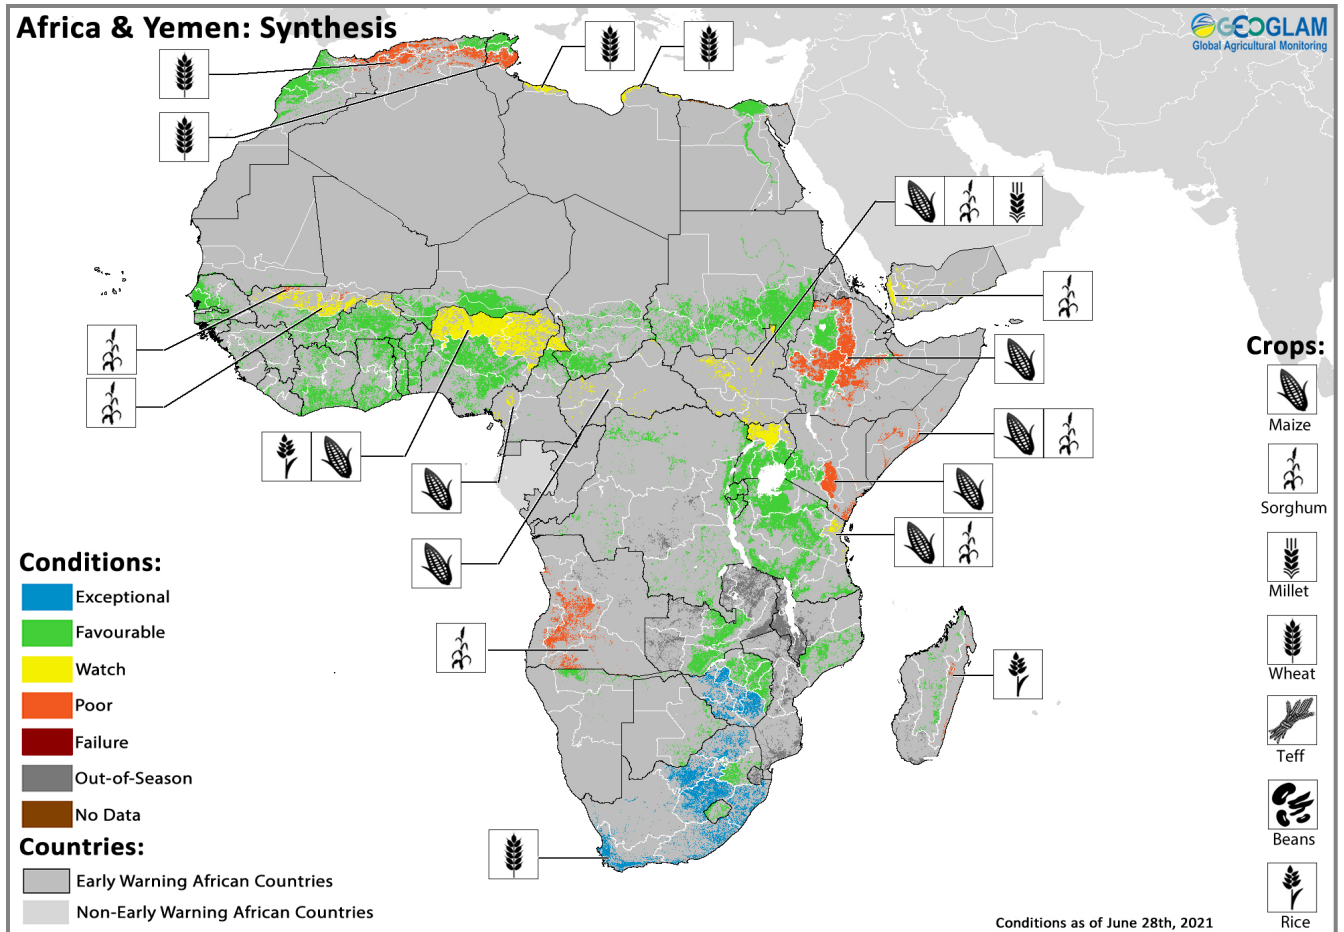 Africa & Yemen: Synthesis
GEOGLAM
Global Agricultural Monitoring
Crops:
Maize
Sorghum
Millet
Wheat
Teff
Beans
Rice
Conditions:
Exceptional
Favourable
Watch
Poor
Failure
Out-of-Season
No Data
Countries:
Early Warning African Countries
Non-Early Warning African Countries
Conditions as of June 28th, 2021